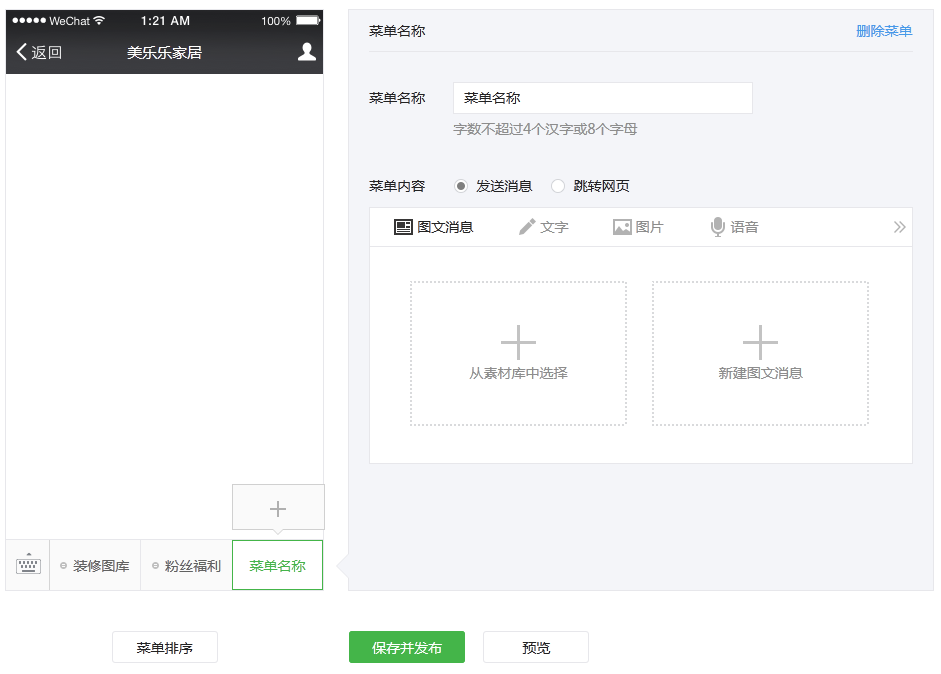 WeChat 1:21 AM 100%
返回 美乐乐家居
装修图库 粉丝福利 菜单名称
菜单名称 删除菜单
菜单名称 菜单名称
字数不超过4个汉字或8个字母
菜单内容 发送消息 跳转网页
图文消息 文字 图片 语音
从素材库中选择 新建图文消息
菜单排序 保存并发布 预览